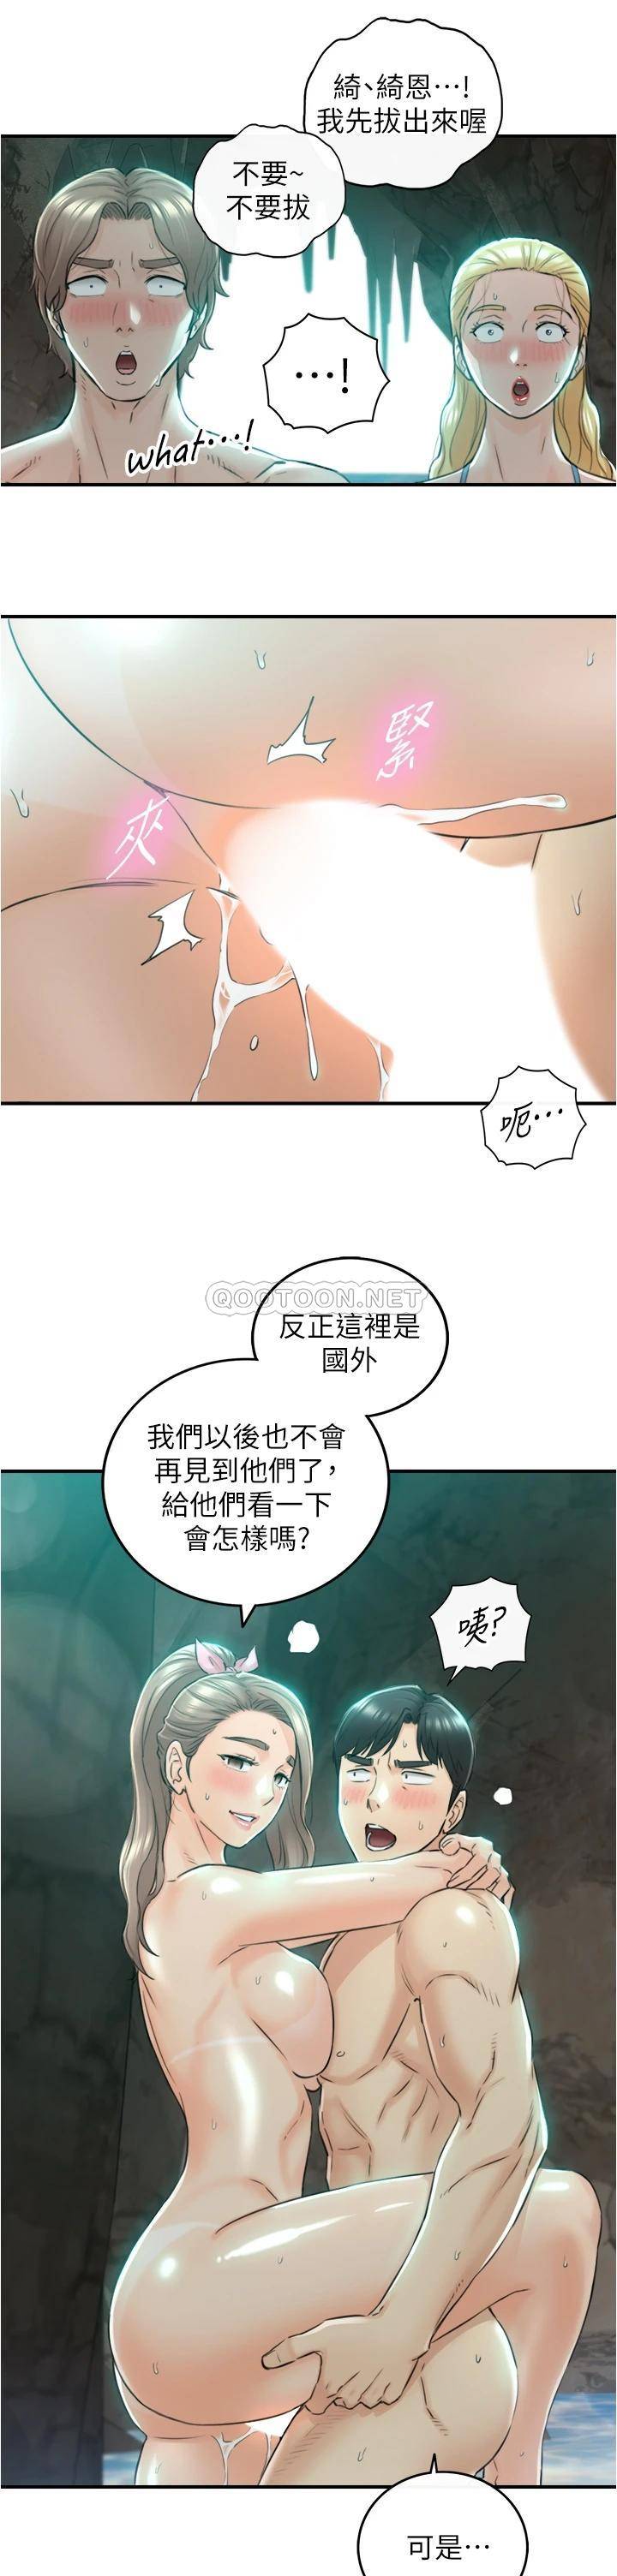 綺、綺恩⋯!
我先拔出來喔
不要~
不要拔
⋯!
what⋯!
緊
夾
呃⋯
QOOTOON.NET
反正這裡是
國外
我們以後也不會
再見到他們了,
給他們看一下
會怎樣嗎?
咦?
可是⋯